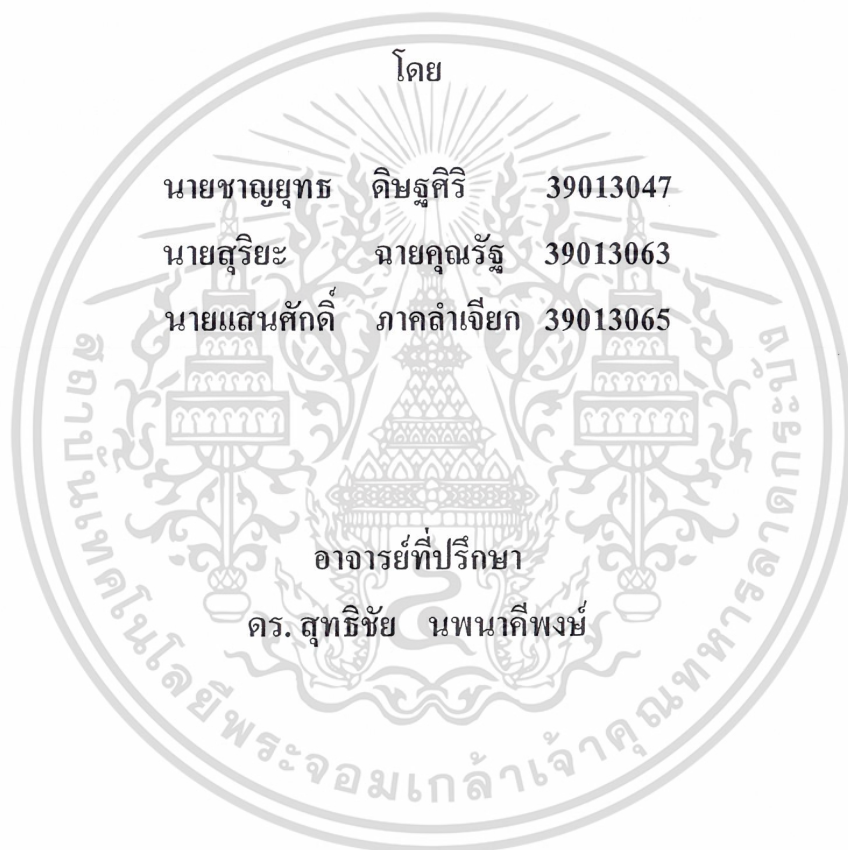 โดย
นายชาญยุทธ ดิษฐศิริ 39013047
นายสุริยะ ฉายคุณรัฐ 39013063
นายแสนศักดิ์ ภาคลำเจียก 39013065
อาจารย์ที่ปรึกษา
ดร. สุทธิชัย นพนาคีพงษ์
สถาบันเทคโนโลยีพระจอมเกล้าเจ้าคุณทหารลาดกระบัง